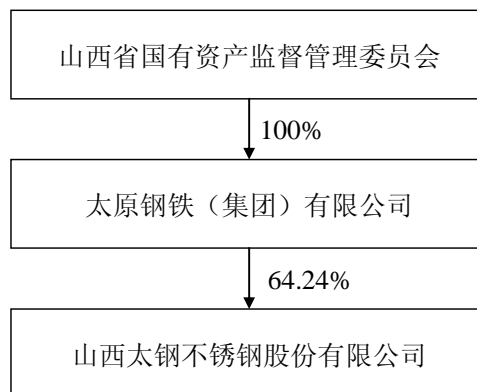 山西省国有资产监督管理委员会
100%
太原钢铁（集团）有限公司
64.24%
山西太钢不锈钢股份有限公司